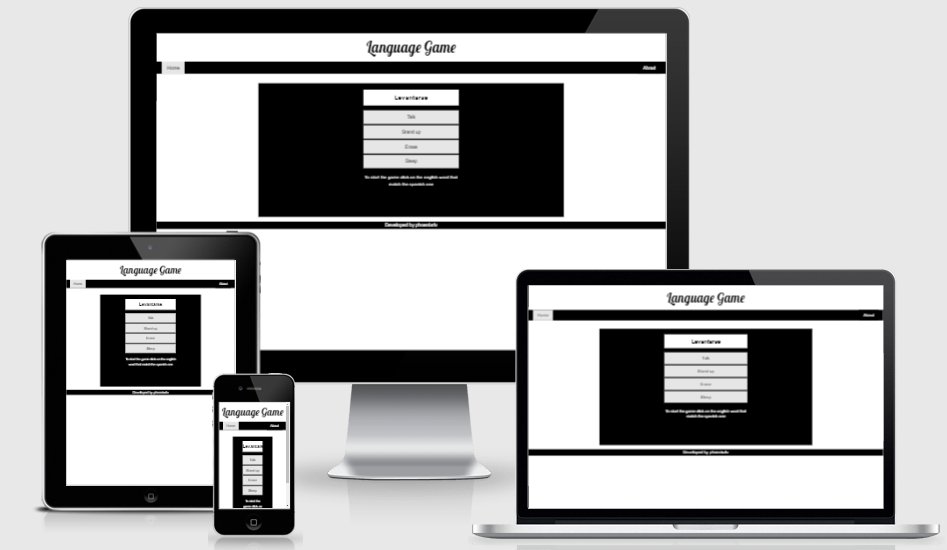 Language Game
Home
About
Levantarse
Talk
Stand up
Erase
Sleep
To start the game click on the english word that
match the spanish one
Developed by
Language Game
Home
About
Levantarse
Talk
Stand up
Erase
Sleep
To start the game click on the english
word that match the spanish one
Developed by
Language Game
Home
About
Levantarse
Talk
Stand up
Erase
Sleep
To start the
game click on
Language Game
Home
About
Levantarse
Talk
Stand up
Erase
Sleep
To start the game click on the english word that
match the spanish one
Developed by